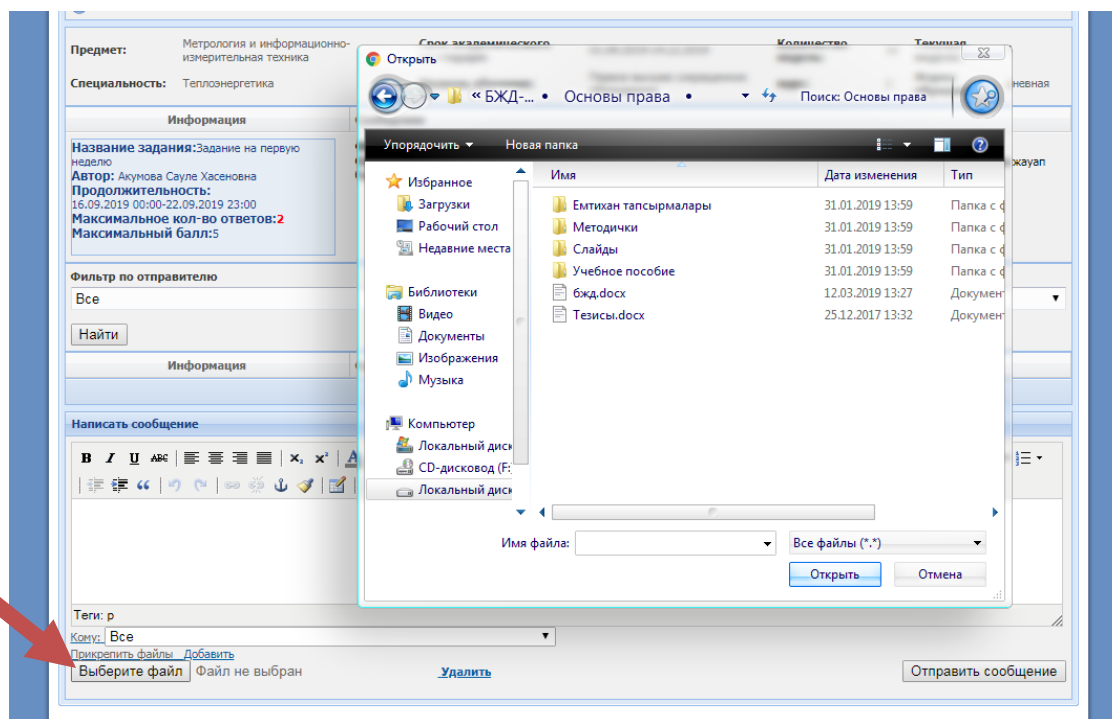 Предмет: Метрология и информационно-измерительная техника
Срок академического
Количество
Текущая
Специальность: Теплоэнергетика
невная
Информация
Название задания:Задание на первую
неделю
Автор: Акумова Сауле Хасеновна
Продолжительность:
16.09.2019 00:00-22.09.2019 23:00
Максимальное кол-во ответов:2
Максимальный балл:5
жауап
Фильтр по отправителю
Все
Найти
Информация
Написать сообщение
B I U ABC
Теги: p
Кому: Все
Прикрепить файлы Добавить
Выберите файл Файл не выбран Удалить Отправить сообщение
Открыть
« БЖД-... • Основы права • Поиск: Основы права
Упорядочить Новая папка
Избранное
Загрузки
Рабочий стол
Недавние места
Библиотеки
Видео
Документы
Изображения
Музыка
Компьютер
Локальный диск
CD-дисковод (F:
Локальный диск
Имя Дата изменения Тип
Емтихан тапсырмалары 31.01.2019 13:59 Папка с ф
Методички 31.01.2019 13:59 Папка с ф
Слайды 31.01.2019 13:59 Папка с ф
Учебное пособие 31.01.2019 13:59 Папка с ф
бжд.docx 12.03.2019 13:27 Документ
Тезисы.docx 25.12.2017 13:32 Документ
Имя файла: Все файлы (*.*)
Открыть Отмена